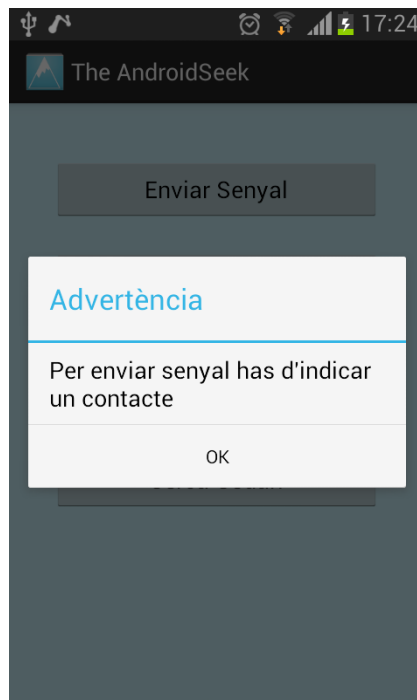 17:24
The AndroidSeek
Enviar Senyal
Advertència
Per enviar senyal has d'indicar
un contacte
OK